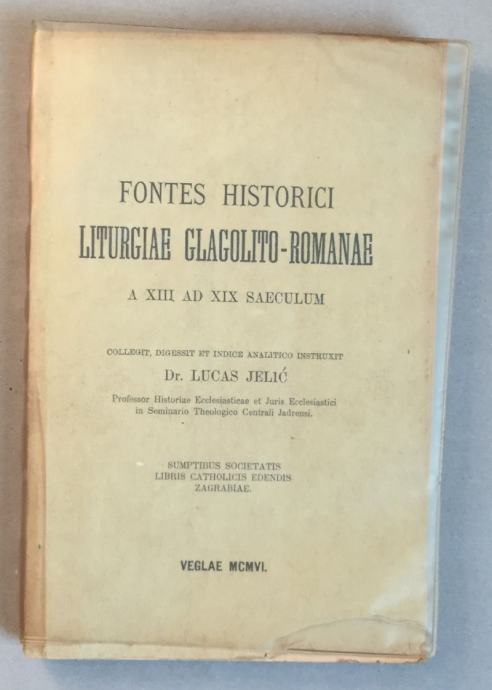 FONTES HISTORICI
LITURGIAE GLAGOLITO-ROMANAE
A XIII AD XIX SAECULUM
COLLEGIT, DIGESSIT ET INDICE ANALITICO INSTRUXIT
Dr. LUCAS JELIĆ
Professor Historiae Ecclesiasticae et Juris Ecclesiastici
in Seminario Theologico Centrali Jadrensi.
SUMPTIBUS SOCIETATIS
LIBRIS CATHOLICIS EDENDIS
ZAGRABIAE.
VEGLAE MCMVI.